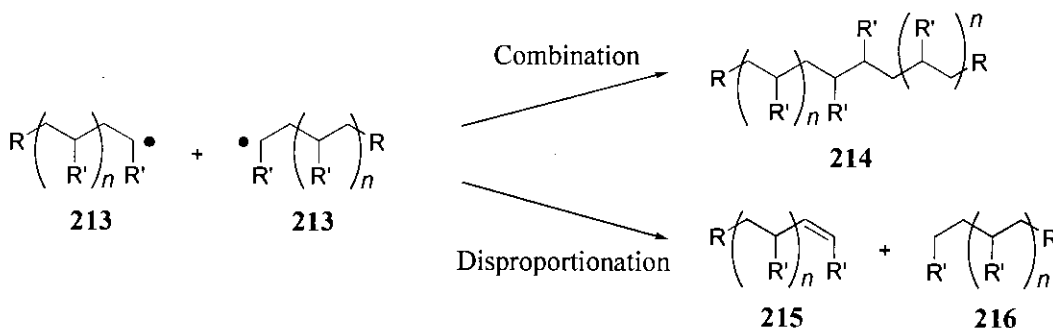 Combination
R ( R' ) n R' • + • R' ( R' ) n R
213 213
R ( R' ) n R' R' ( R' ) n R
214
Disproportionation
R ( R' ) n R' + R' ( R' ) n R
215 216